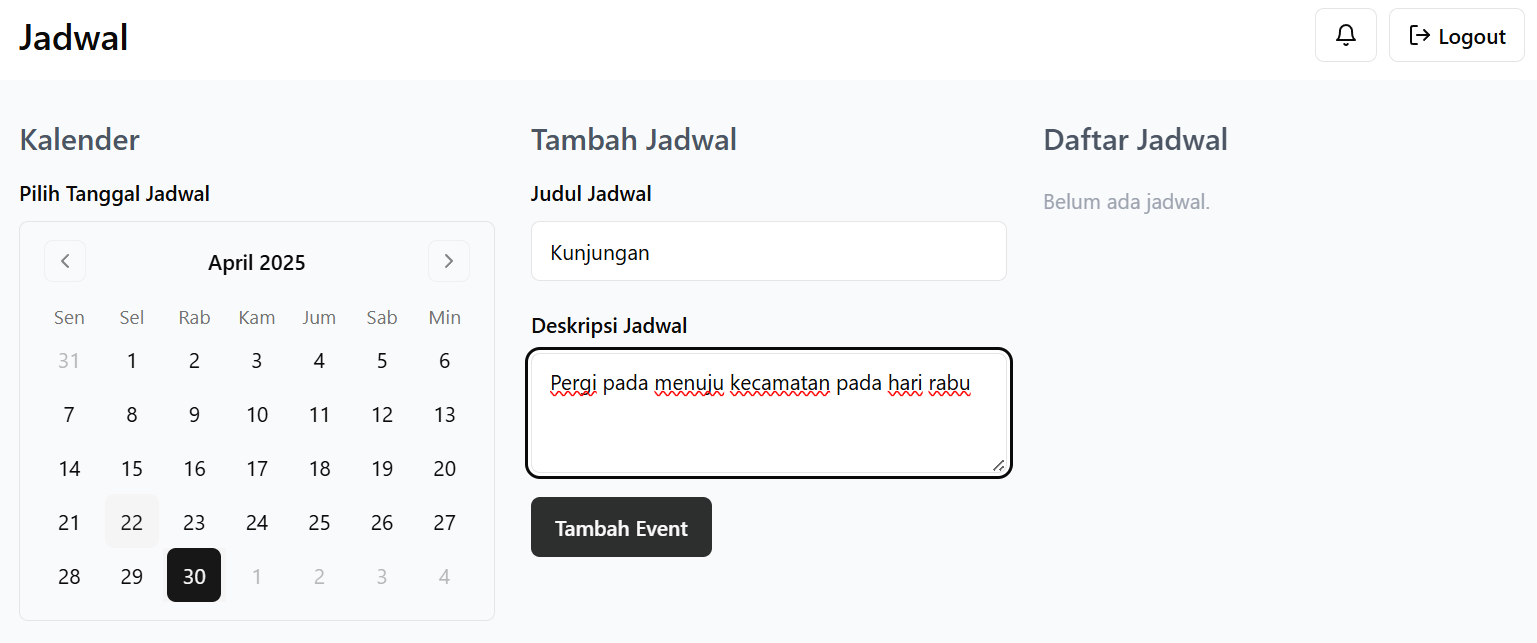 Jadwal
Logout
Kalender
Pilih Tanggal Jadwal
April 2025
Sen Sel Rab Kam Jum Sab Min
31 1 2 3 4 5 6
7 8 9 10 11 12 13
14 15 16 17 18 19 20
21 22 23 24 25 26 27
28 29 30 1 2 3 4
Tambah Jadwal
Judul Jadwal
Kunjungan
Deskripsi Jadwal
Pergi pada menuju kecamatan pada hari rabu
Tambah Event
Daftar Jadwal
Belum ada jadwal.